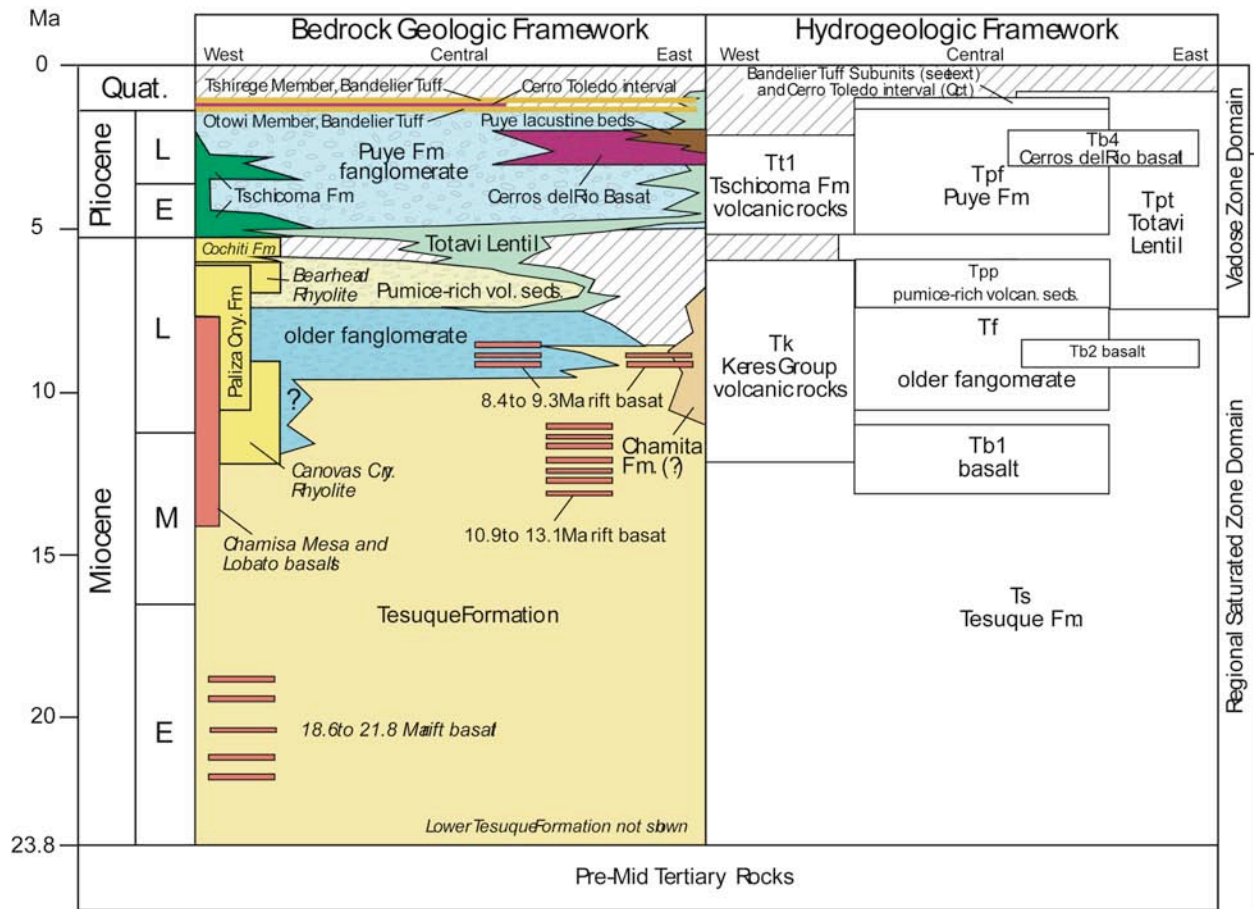 Ma
Bedrock Geologic Framework
Hydrogeologic Framework
West
Central
East
West
Central
East
0
5
10
15
20
23.8
Quat.
Pliocene
L
E
Miocene
L
M
E
Tshirege Member, Bandelier Tuff
Cerro Toledo interval
Otowi Member, Bandelier Tuff
Puye lacustine beds
Puye Fm
fanglomerate
Tschicoma Fm
Cerros del Rio Basat
Cochiti Fm
Totavi Lentil
Bearhead
Rhyolite
Pumice-rich vol. seds.
Paliza Cny. Fm
older fanglomerate
?
8.4 to 9.3 Ma rift basat
Chamita
Fm. (?)
Canovas Cny.
Rhyolite
10.9 to 13.1 Ma rift basat
Chamisa Mesa and
Lobato basalts
Tesuque Formation
18.6 to 21.8 Ma rift basalt
Lower Tesuque Formation not shown
Bandelier Tuff Subunits (see text)
and Cerro Toledo interval (Qct)
Tb4
Cerros del Rio basalt
Tt1
Tschicoma Fm
volcanic rocks
Tpf
Puye Fm
Tpt
Totavi
Lentil
Tpp
pumice-rich volcan. seds.
Tk
Keres Group
volcanic rocks
Tf
older fangomerate
Tb2 basalt
Tb1
basalt
Ts
Tesuque Fm.
Vadose Zone Domain
Regional Saturated Zone Domain
Pre-Mid Tertiary Rocks